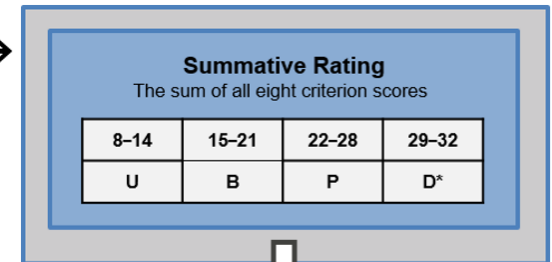 Summative Rating
The sum of all eight criterion scores
8–14 15–21 22–28 29–32
U B P D*